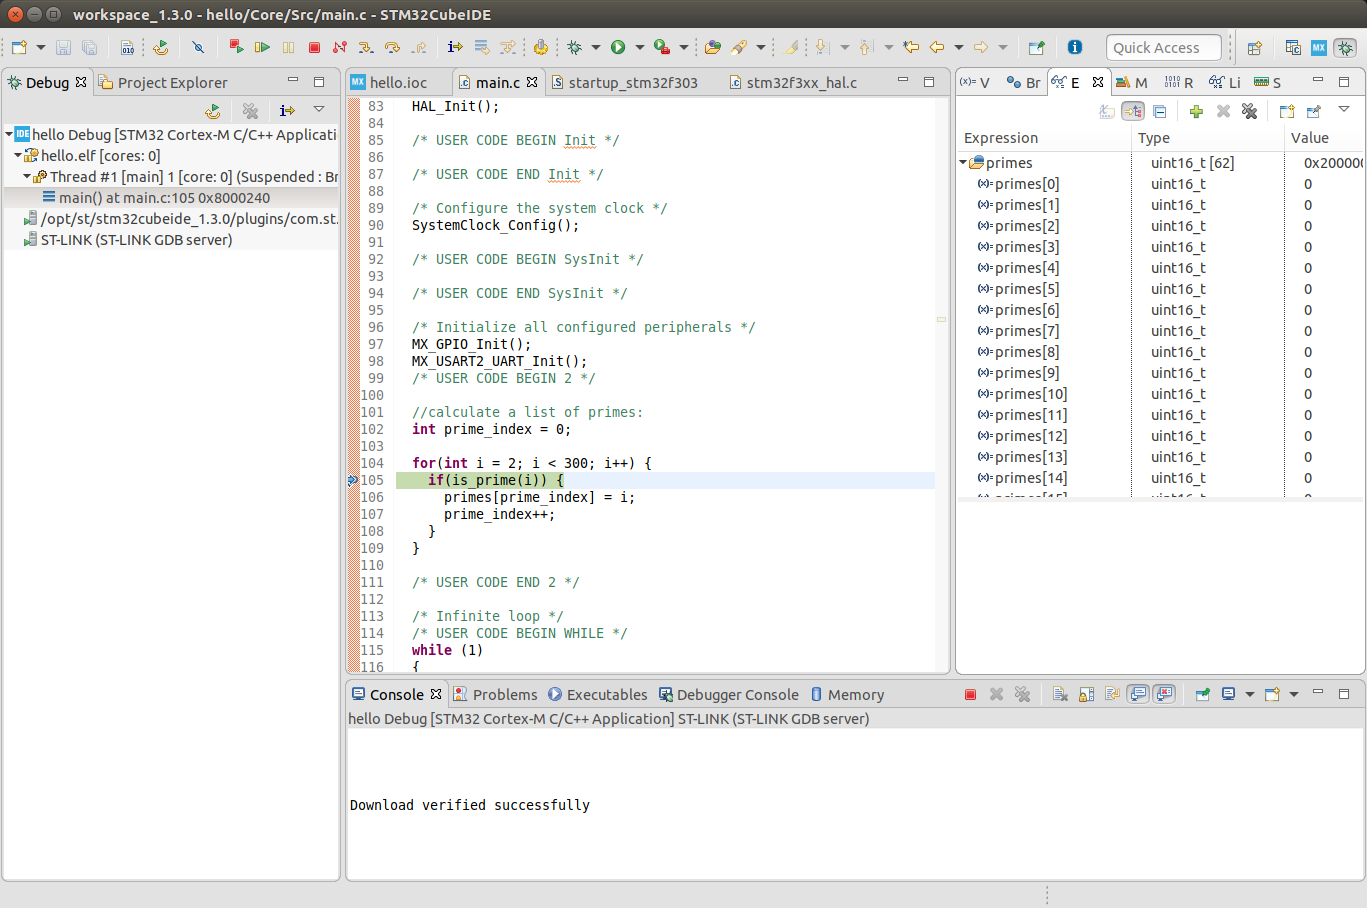 workspace_1.3.0 - hello/Core/Src/main.c - STM32CubeIDE
Quick Access
MX
Debug
Project Explorer
MX hello.ioc
main.c
startup_stm32f303
stm32f3xx_hal.c
(x)= V
Br
E
M
R
Li
S
IDE hello Debug [STM32 Cortex-M C/C++ Applicati
hello.elf [cores: 0]
Thread #1 [main] 1 [core: 0] (Suspended : Br
main() at main.c:105 0x8000240
/opt/st/stm32cubeide_1.3.0/plugins/com.st.
ST-LINK (ST-LINK GDB server)
83 HAL_Init();
84
85 /* USER CODE BEGIN Init */
86
87 /* USER CODE END Init */
88
89 /* Configure the system clock */
90 SystemClock_Config();
91
92 /* USER CODE BEGIN SysInit */
93
94 /* USER CODE END SysInit */
95
96 /* Initialize all configured peripherals */
97 MX_GPIO_Init();
98 MX_USART2_UART_Init();
99 /* USER CODE BEGIN 2 */
100
101 //calculate a list of primes:
102 int prime_index = 0;
103
104 for(int i = 2; i < 300; i++) {
105 if(is_prime(i)) {
106 primes[prime_index] = i;
107 prime_index++;
108 }
109 }
110
111 /* USER CODE END 2 */
112
113 /* Infinite loop */
114 /* USER CODE BEGIN WHILE */
115 while (1)
116 {
Expression Type Value
primes uint16_t [62] 0x200000
(x)= primes[0] uint16_t 0
(x)= primes[1] uint16_t 0
(x)= primes[2] uint16_t 0
(x)= primes[3] uint16_t 0
(x)= primes[4] uint16_t 0
(x)= primes[5] uint16_t 0
(x)= primes[6] uint16_t 0
(x)= primes[7] uint16_t 0
(x)= primes[8] uint16_t 0
(x)= primes[9] uint16_t 0
(x)= primes[10] uint16_t 0
(x)= primes[11] uint16_t 0
(x)= primes[12] uint16_t 0
(x)= primes[13] uint16_t 0
(x)= primes[14] uint16_t 0
Console
Problems
Executables
Debugger Console
Memory
hello Debug [STM32 Cortex-M C/C++ Application] ST-LINK (ST-LINK GDB server)
Download verified successfully